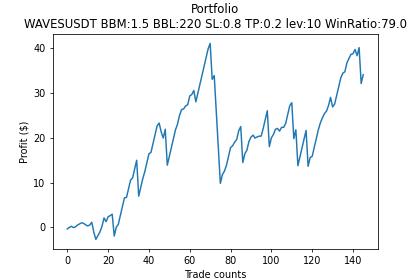 Portfolio
WAVESUSDT BBM:1.5 BBL:220 SL:0.8 TP:0.2 lev:10 WinRatio:79.0
40
30
20
10
0
Profit ($)
0 20 40 60 80 100 120 140
Trade counts